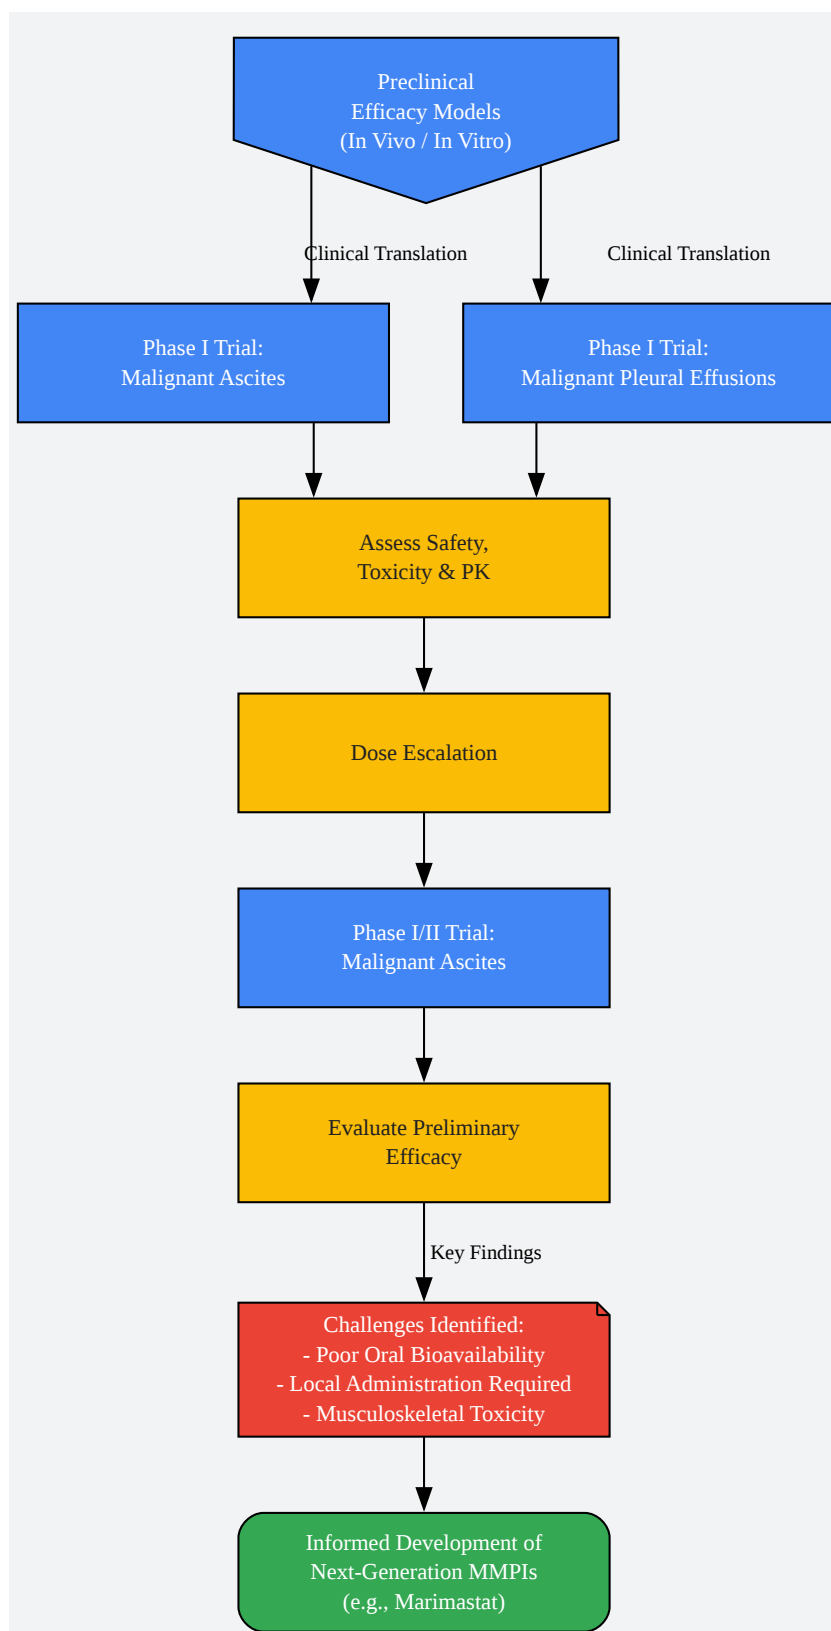 Preclinical
Efficacy Models
(In Vivo / In Vitro)
Clinical Translation
Clinical Translation
Phase I Trial:
Malignant Ascites
Phase I Trial:
Malignant Pleural Effusions
Assess Safety,
Toxicity & PK
Dose Escalation
Phase I/II Trial:
Malignant Ascites
Evaluate Preliminary
Efficacy
Key Findings
Challenges Identified:
- Poor Oral Bioavailability
- Local Administration Required
- Musculoskeletal Toxicity
Informed Development of
Next-Generation MMPIs
(e.g., Marimastat)